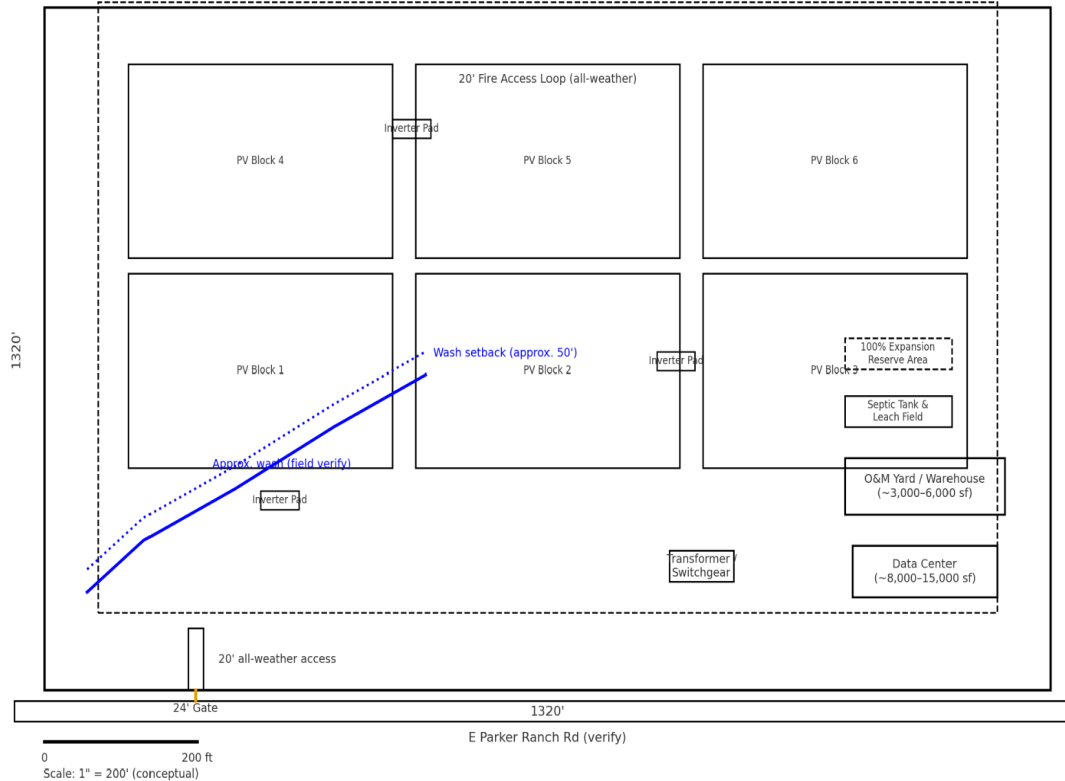 20' Fire Access Loop (all-weather)
Inverter Pad
PV Block 4
PV Block 5
PV Block 6
1320'
Wash setback (approx. 50')
100% Expansion
Reserve Area
Inverter Pad
PV Block 1
PV Block 2
PV Block 3
Septic Tank &
Leach Field
Approx. wash (field verify)
O&M Yard / Warehouse
(~3,000–6,000 sf)
Inverter Pad
Transformer /
Switchgear
Data Center
(~8,000–15,000 sf)
20' all-weather access
24' Gate
1320'
E Parker Ranch Rd (verify)
0
200 ft
Scale: 1" = 200' (conceptual)